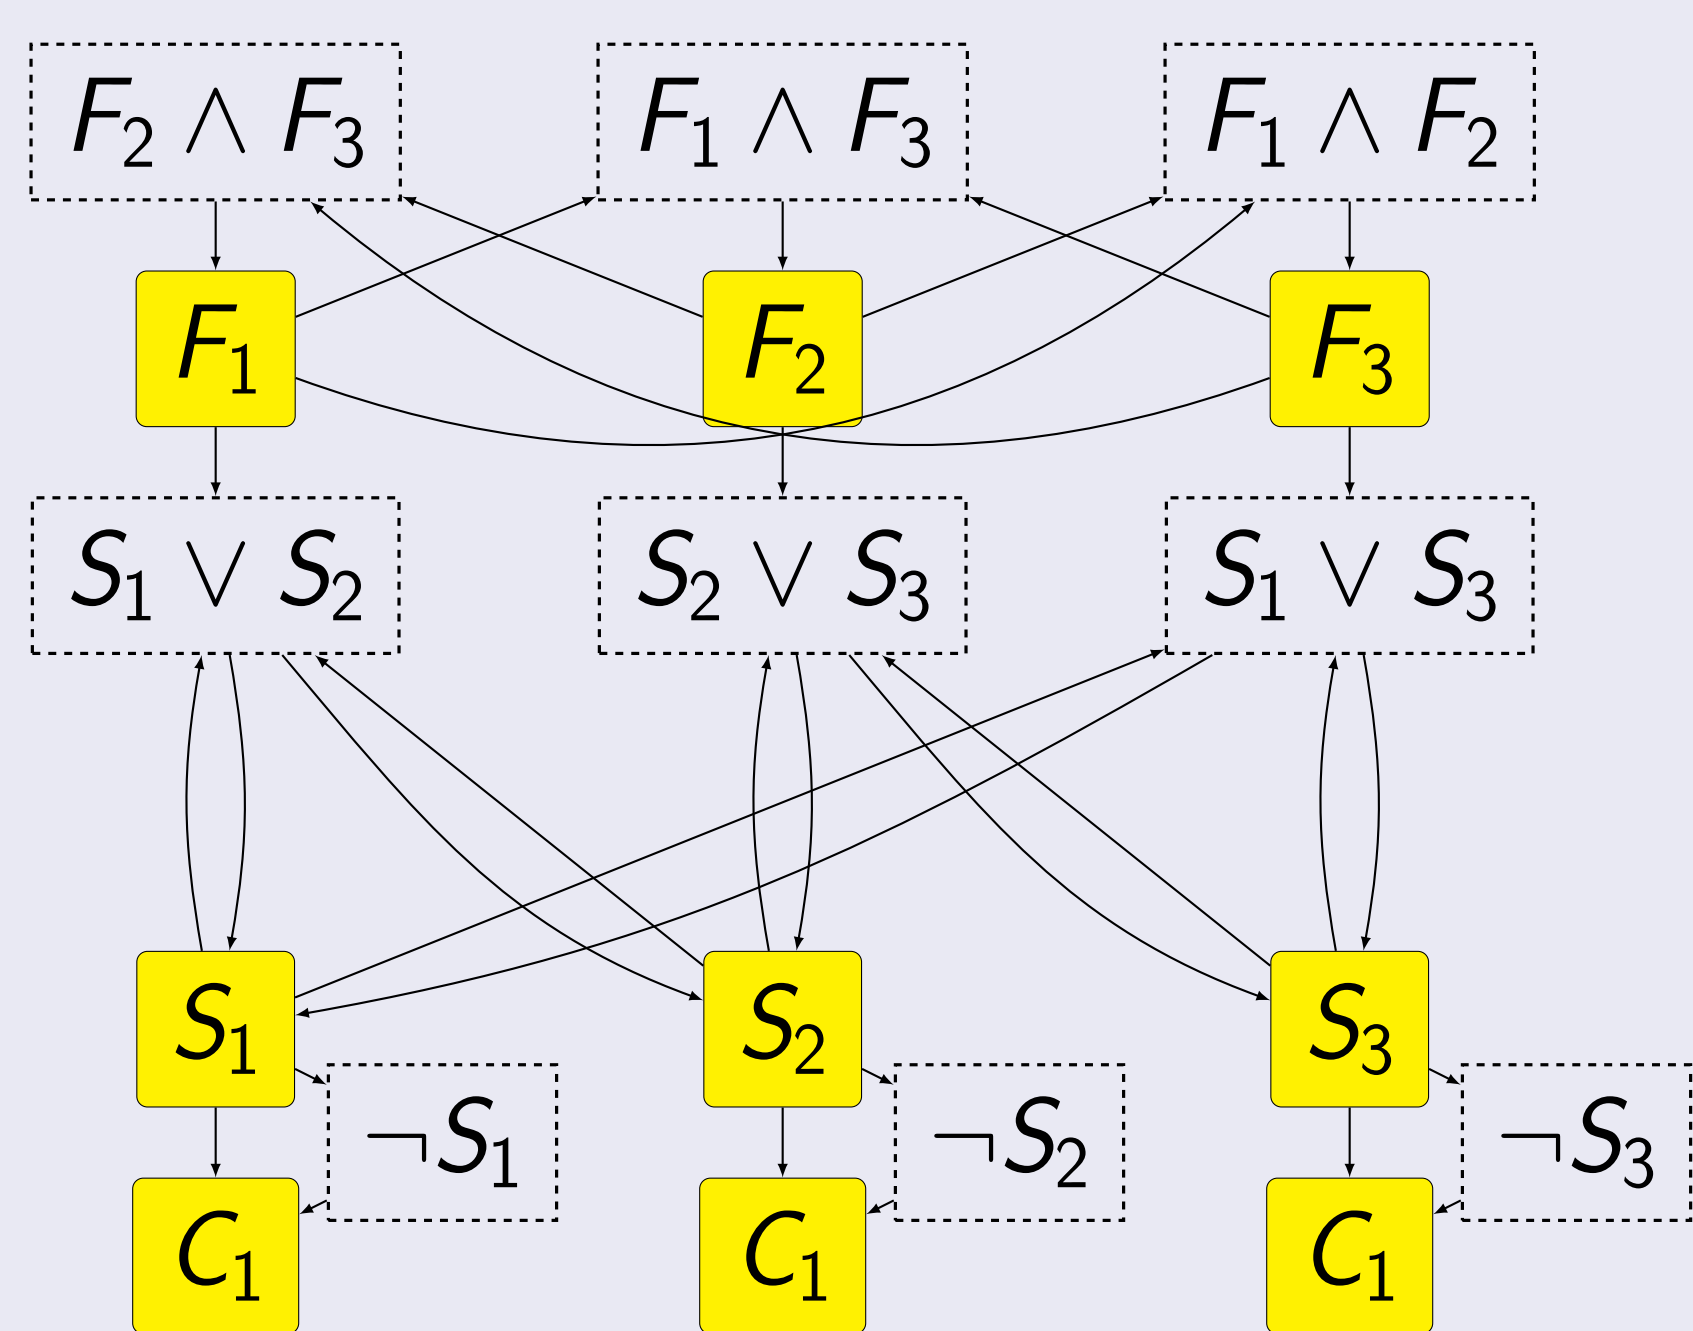 F₂ ∧ F₃ F₁ ∧ F₃ F₁ ∧ F₂
F₁ F₂ F₃
S₁ ∨ S₂ S₂ ∨ S₃ S₁ ∨ S₃
S₁ S₂ S₃
¬S₁ ¬S₂ ¬S₃
C₁ C₁ C₁